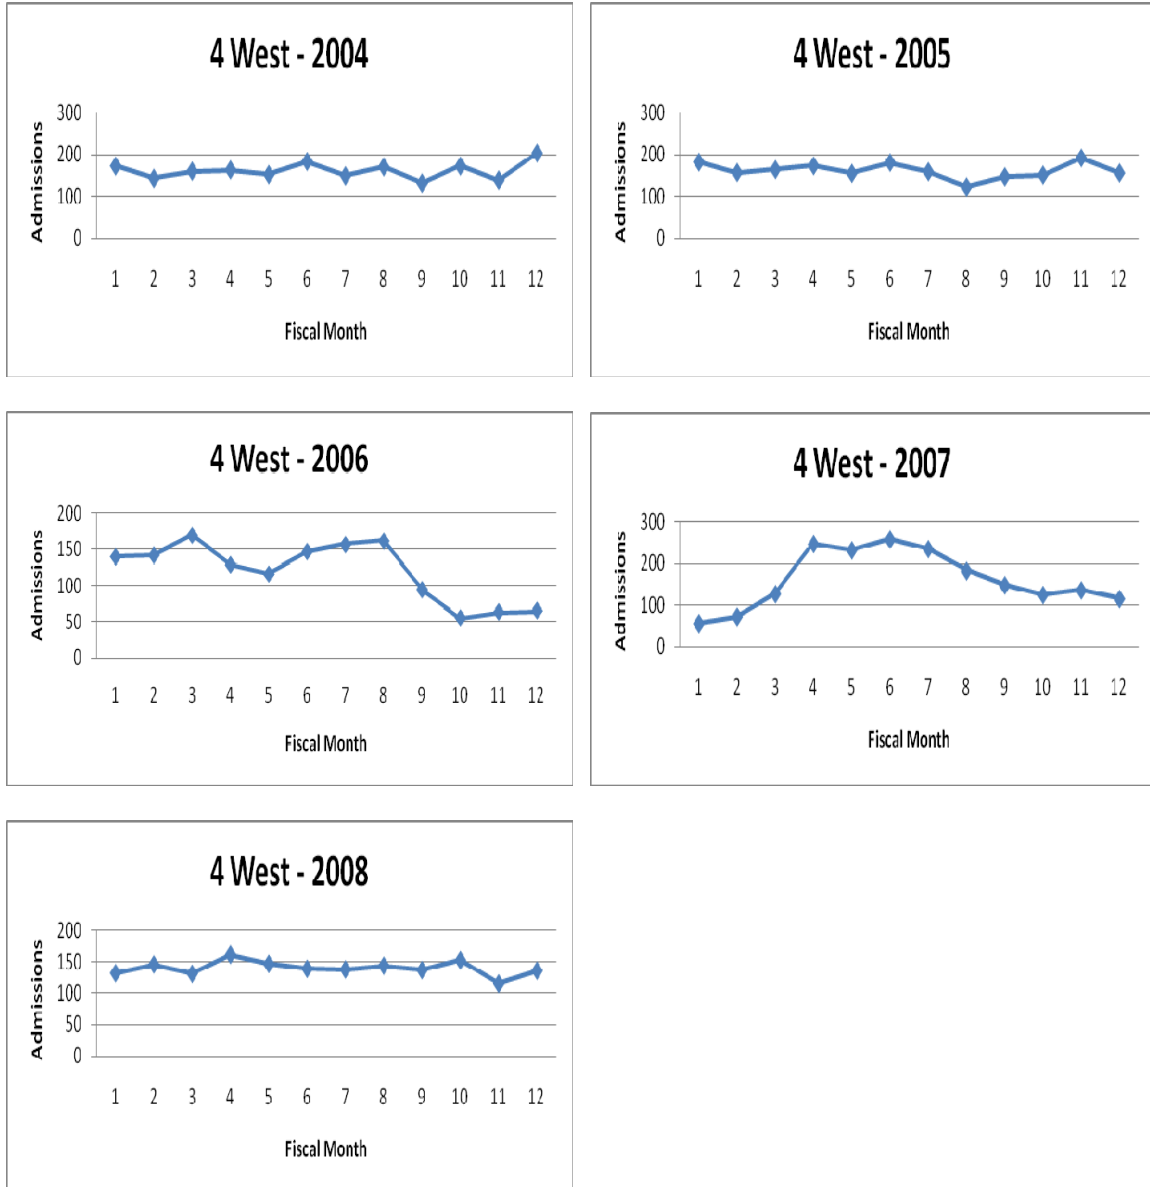 4 West - 2004
300
200
100
0
Admissions
1 2 3 4 5 6 7 8 9 10 11 12
Fiscal Month
4 West - 2005
300
200
100
0
Admissions
1 2 3 4 5 6 7 8 9 10 11 12
Fiscal Month
4 West - 2006
200
150
100
50
0
Admissions
1 2 3 4 5 6 7 8 9 10 11 12
Fiscal Month
4 West - 2007
300
200
100
0
Admissions
1 2 3 4 5 6 7 8 9 10 11 12
Fiscal Month
4 West - 2008
200
150
100
50
0
Admissions
1 2 3 4 5 6 7 8 9 10 11 12
Fiscal Month